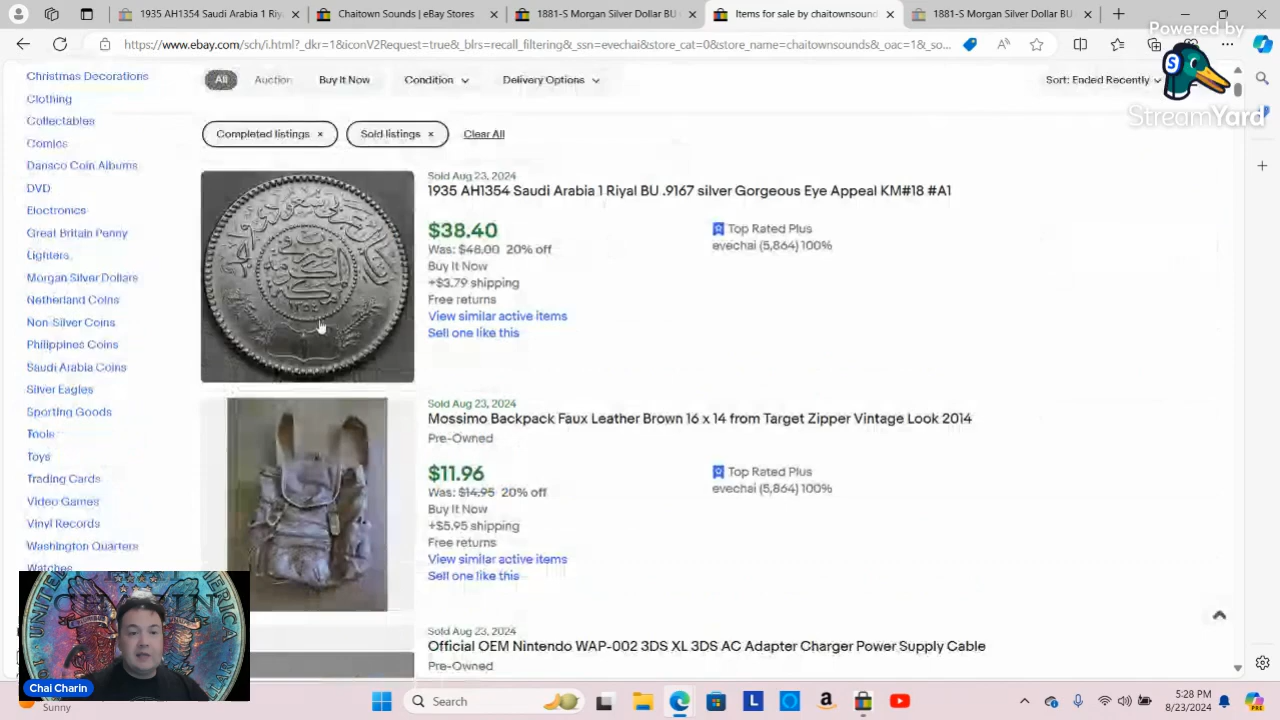 1935 AH1354 Saudi Arabia 1 Riy
Chaitown Sounds | eBay Stores
1881-S Morgan Silver Dollar BU
Items for sale by chaitownsound
1881-S Morgan Silver Dollar BU
Powered by
https://www.ebay.com/sch/i.html?_dkr=1&iconV2Request=true&_blrs=recall_filtering&_ssn=evechai&store_cat=0&store_name=chaitownsounds&_oac=1&_so...
StreamYard
Christmas Decorations
Clothing
Collectables
Comics
Dansco Coin Albums
DVD
Electronics
Great Britain Penny
Lighters
Morgan Silver Dollars
Netherland Coins
Non-Silver Coins
Philippines Coins
Saudi Arabia Coins
Silver Eagles
Sporting Goods
Tools
Toys
Trading Cards
Video Games
Vinyl Records
Washington Quarters
Watches
All
Auction
Buy It Now
Condition
Delivery Options
Sort: Ended Recently
Completed listings ×
Sold listings ×
Clear All
Sold Aug 23, 2024
1935 AH1354 Saudi Arabia 1 Riyal BU .9167 silver Gorgeous Eye Appeal KM#18 #A1
$38.40
Was: $48.00 20% off
Buy It Now
+$3.79 shipping
Free returns
View similar active items
Sell one like this
Top Rated Plus
evechai (5,864) 100%
Sold Aug 23, 2024
Mossimo Backpack Faux Leather Brown 16 x 14 from Target Zipper Vintage Look 2014
Pre-Owned
$11.96
Was: $14.95 20% off
Buy It Now
+$5.95 shipping
Free returns
View similar active items
Sell one like this
Top Rated Plus
evechai (5,864) 100%
Sold Aug 23, 2024
Official OEM Nintendo WAP-002 3DS XL 3DS AC Adapter Charger Power Supply Cable
Pre-Owned
Chai Charin
Sunny
Search
5:28 PM
8/23/2024